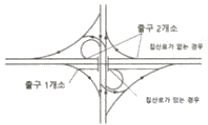 출구 2개소
집산로가 없는 경우
출구 1개소
집산로가 있는 경우